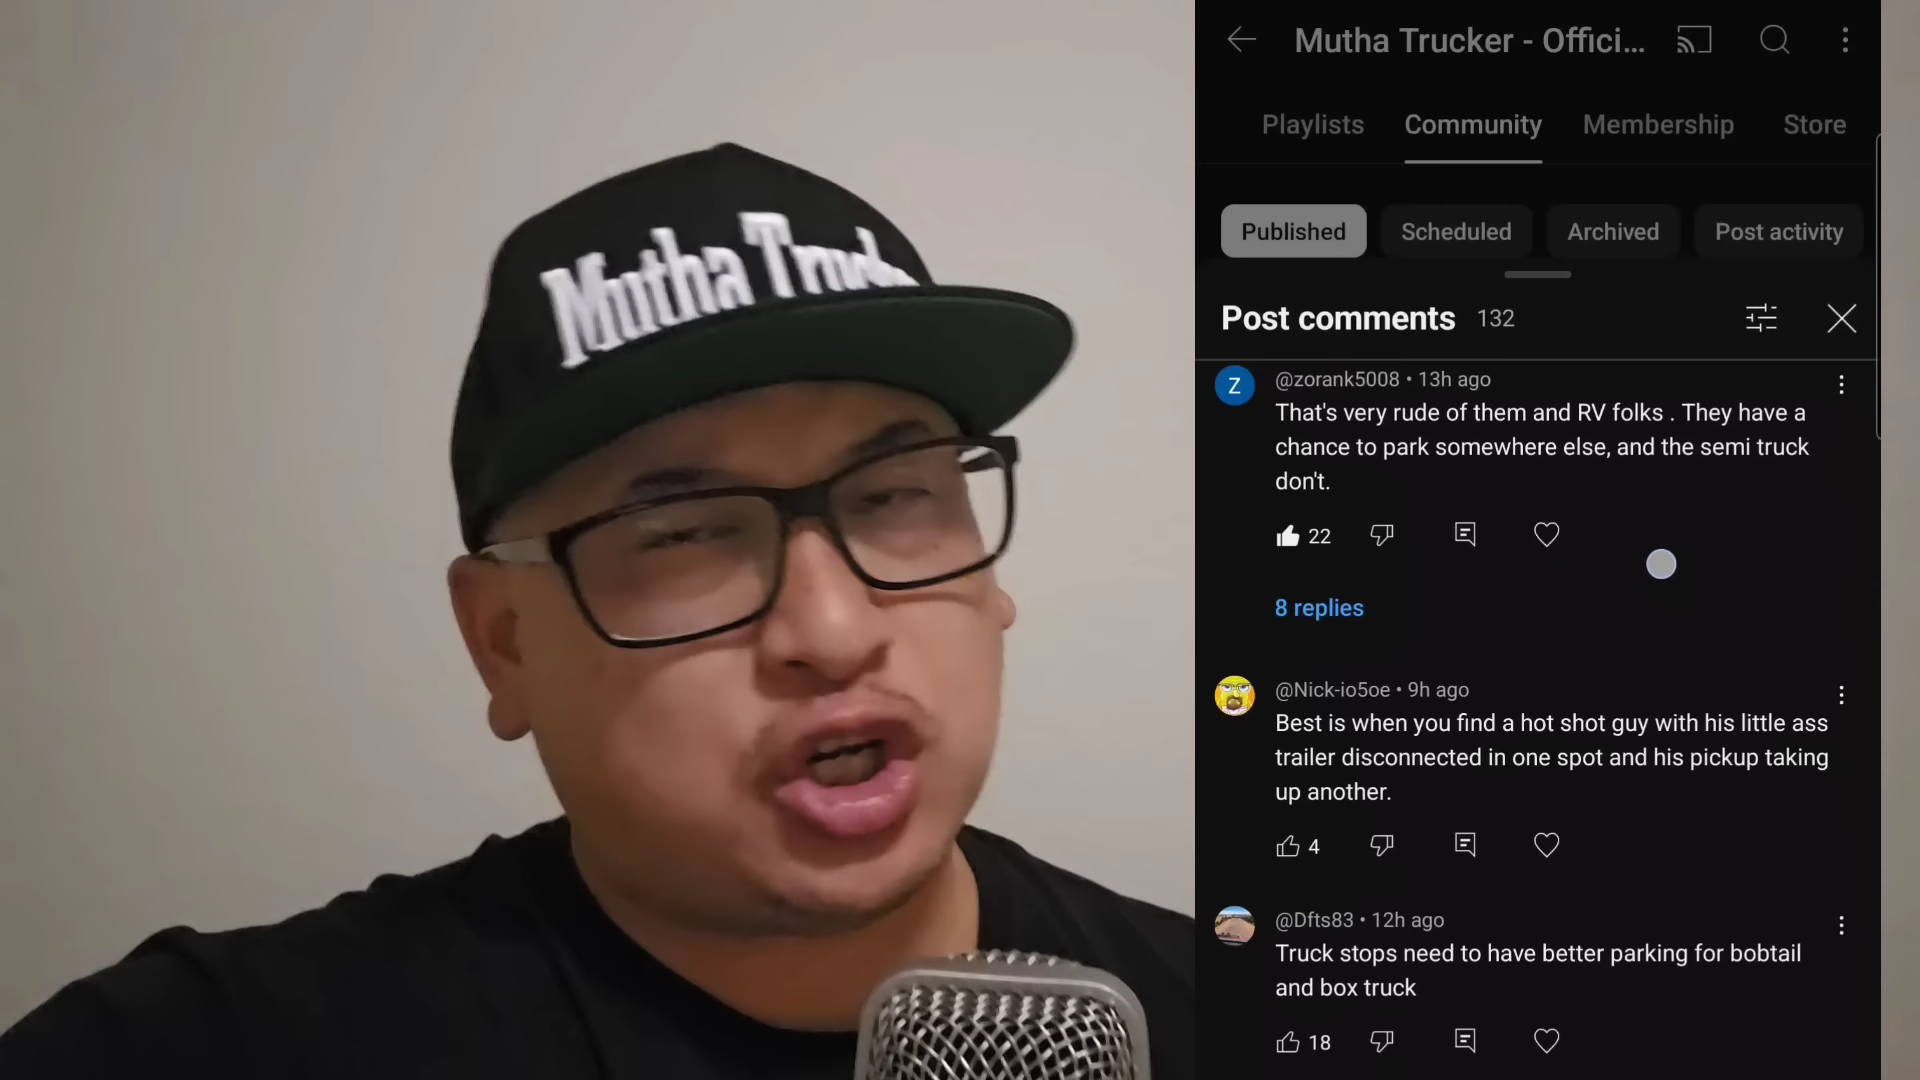 Mutha Truck
Mutha Trucker - Offici...
Playlists
Community
Membership
Store
Published
Scheduled
Archived
Post activity
Post comments 132
Z
@zorank5008 • 13h ago
That's very rude of them and RV folks . They have a
chance to park somewhere else, and the semi truck
don't.
22
8 replies
@Nick-io5oe • 9h ago
Best is when you find a hot shot guy with his little ass
trailer disconnected in one spot and his pickup taking
up another.
4
@Dfts83 • 12h ago
Truck stops need to have better parking for bobtail
and box truck
18